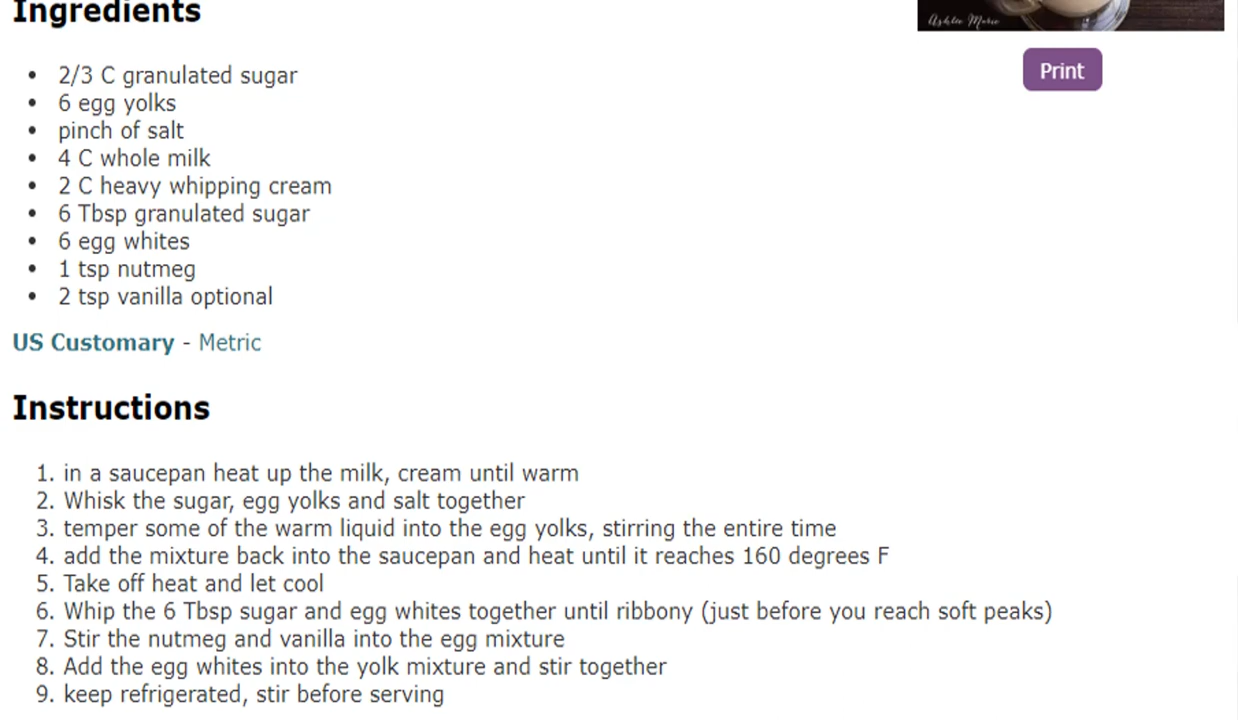 Ingredients
Ashlee Marie
Print
• 2/3 C granulated sugar
• 6 egg yolks
• pinch of salt
• 4 C whole milk
• 2 C heavy whipping cream
• 6 Tbsp granulated sugar
• 6 egg whites
• 1 tsp nutmeg
• 2 tsp vanilla optional
US Customary - Metric
Instructions
1. in a saucepan heat up the milk, cream until warm
2. Whisk the sugar, egg yolks and salt together
3. temper some of the warm liquid into the egg yolks, stirring the entire time
4. add the mixture back into the saucepan and heat until it reaches 160 degrees F
5. Take off heat and let cool
6. Whip the 6 Tbsp sugar and egg whites together until ribbony (just before you reach soft peaks)
7. Stir the nutmeg and vanilla into the egg mixture
8. Add the egg whites into the yolk mixture and stir together
9. keep refrigerated, stir before serving